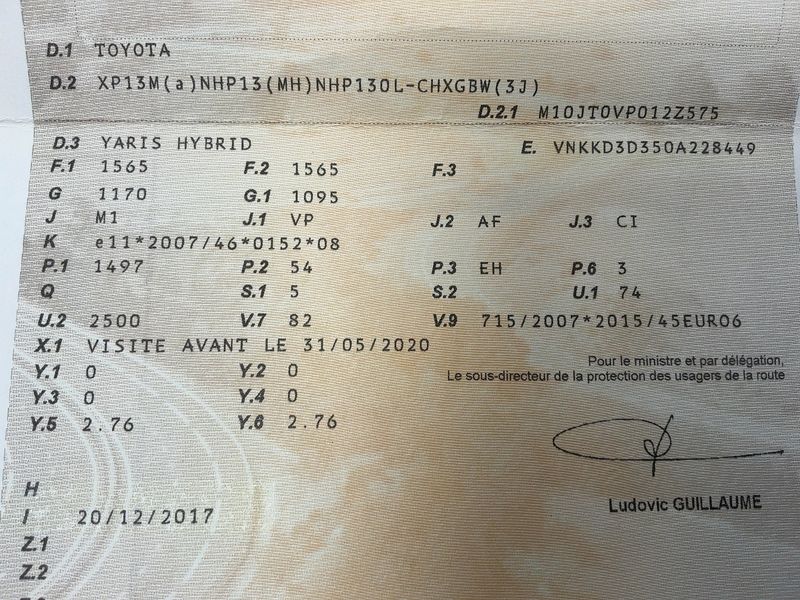 D.1 TOYOTA
D.2 XP13M(a)NHP13(MH)NHP130L-CHXGBW(3J)
D.2.1 M10JT0VP012Z575
D.3 YARIS HYBRID E. VNKKD3D350A228449
F.1 1565 F.2 1565 F.3
G 1170 G.1 1095
J M1 J.1 VP J.2 AF J.3 CI
K e11*2007/46*0152*08
P.1 1497 P.2 54 P.3 EH P.6 3
Q S.1 5 S.2 U.1 74
U.2 2500 V.7 82 V.9 715/2007*2015/45EURO6
X.1 VISITE AVANT LE 31/05/2020
Pour le ministre et par délégation,
Le sous-directeur de la protection des usagers de la route
Y.1 0 Y.2 0
Y.3 0 Y.4 0
Y.5 2.76 Y.6 2.76
H
Ludovic GUILLAUME
I 20/12/2017
Z.1
Z.2